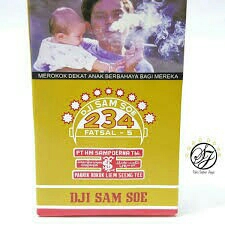 MEROKOK DEKAT ANAK BERBAHAYA BAGI MEREKA
DJI SAM SOE
234
FATSAL - 5
PT HM SAMPOERNA Tbk.
PABRIK ROKOK LIEM SEENG TEE
DJI SAM SOE